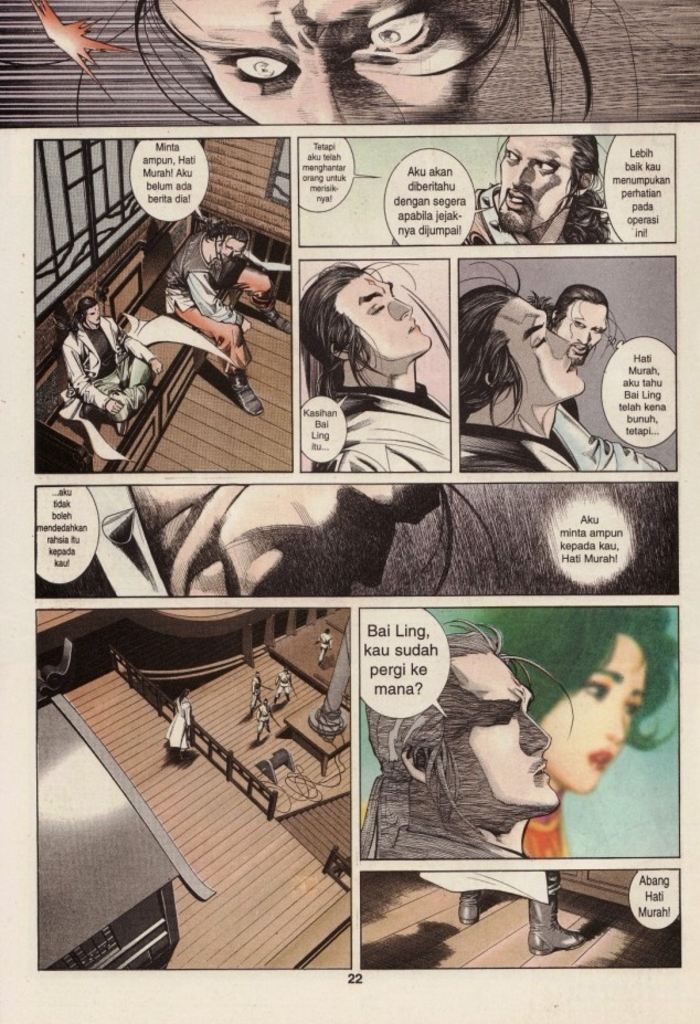 Minta
ampun, Hati
Murah! Aku
belum ada
berita dia!
Tetapi
aku telah
menghantar
orang untuk
merisik-
nya!
Aku akan
diberitahu
dengan segera
apabila jejak-
nya dijumpai!
Lebih
baik kau
menumpukan
perhatian
pada
operasi
ini!
Kasihan
Bai
Ling
itu...
Hati
Murah,
aku tahu
Bai Ling
telah kena
bunuh,
tetapi...
...aku
tidak
boleh
mendedahkan
rahsia itu
kepada
kau!
Aku
minta ampun
kepada kau,
Hati Murah!
Bai Ling,
kau sudah
pergi ke
mana?
Abang
Hati
Murah!
22